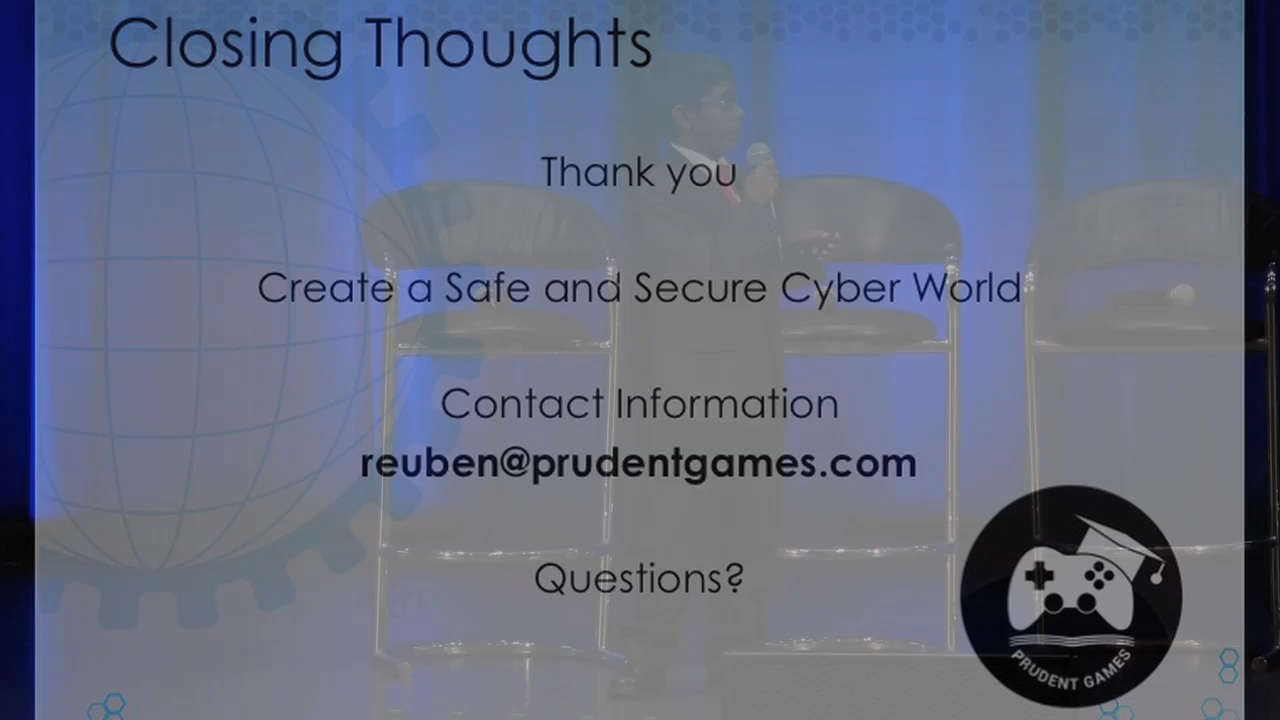 Closing Thoughts
Thank you
Create a Safe and Secure Cyber World
Contact Information
reuben@prudentgames.com
Questions?
PRUDENT GAMES